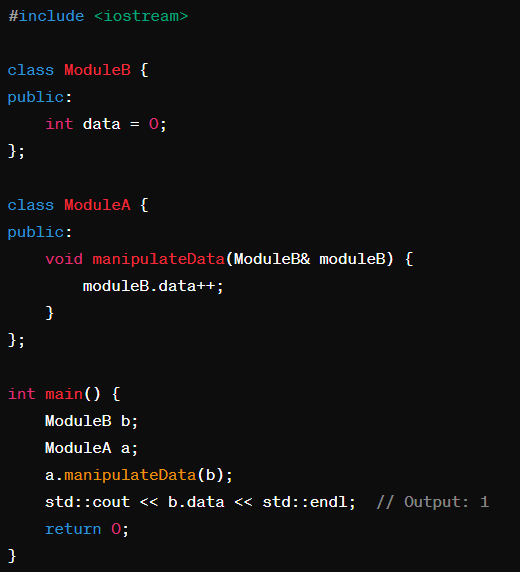 #include <iostream>
class ModuleB {
public:
    int data = 0;
};
class ModuleA {
public:
    void manipulateData(ModuleB& moduleB) {
        moduleB.data++;
    }
};
int main() {
    ModuleB b;
    ModuleA a;
    a.manipulateData(b);
    std::cout << b.data << std::endl;  // Output: 1
    return 0;
}